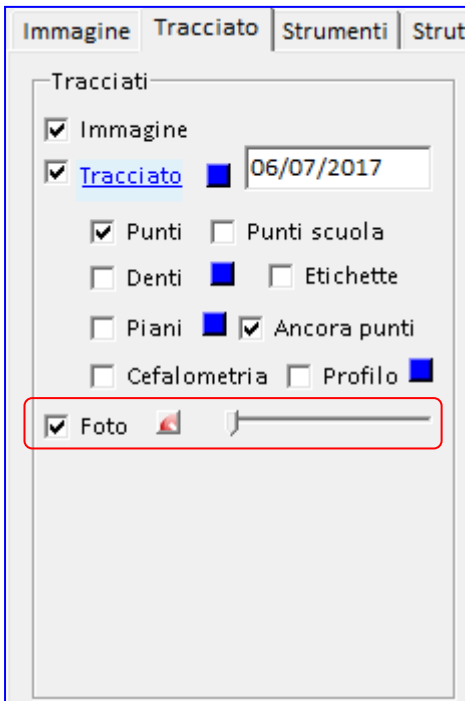 Immagine Tracciato Strumenti Strut
Tracciati
Immagine
Tracciato 06/07/2017
Punti Punti scuola
Denti Etichette
Piani Ancora punti
Cefalometria Profilo
Foto